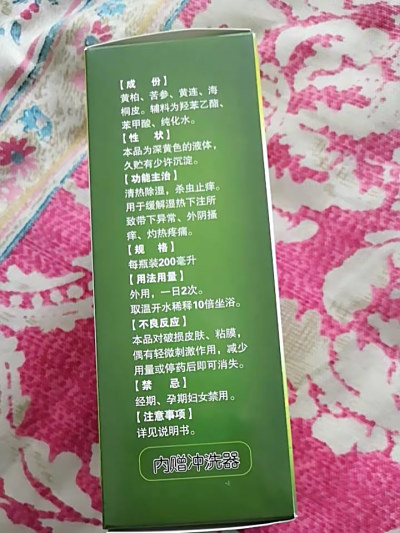 【成 份】
黄柏、苦参、黄连、海
桐皮。辅料为羟苯乙酯、
苯甲酸、纯化水。
【性 状】
本品为深黄色的液体,
久贮有少许沉淀。
【功能主治】
清热除湿,杀虫止痒。
用于缓解湿热下注所
致带下异常、外阴搔
痒、灼热疼痛。
【规 格】
每瓶装200毫升
【用法用量】
外用,一日2次。
取温开水稀释10倍坐浴。
【不良反应】
本品对破损皮肤、粘膜,
偶有轻微刺激作用,减少
用量或停药后即可消失。
【禁 忌】
经期、孕期妇女禁用。
【注意事项】
详见说明书。
内赠冲洗器